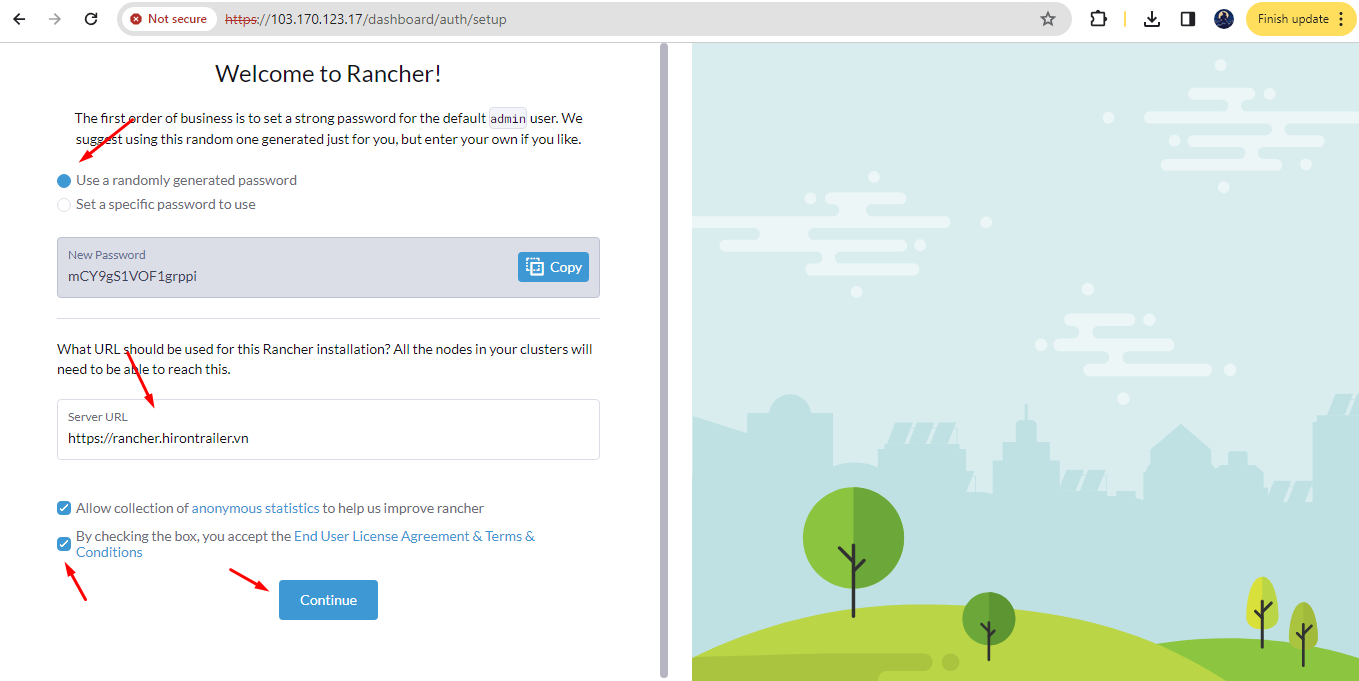 Not secure
https://103.170.123.17/dashboard/auth/setup
Finish update
Welcome to Rancher!
The first order of business is to set a strong password for the default admin user. We
suggest using this random one generated just for you, but enter your own if you like.
Use a randomly generated password
Set a specific password to use
New Password
mCY9gS1VOF1grppi
Copy
What URL should be used for this Rancher installation? All the nodes in your clusters will
need to be able to reach this.
Server URL
https://rancher.hirontrailer.vn
Allow collection of anonymous statistics to help us improve rancher
By checking the box, you accept the End User License Agreement & Terms &
Conditions
Continue